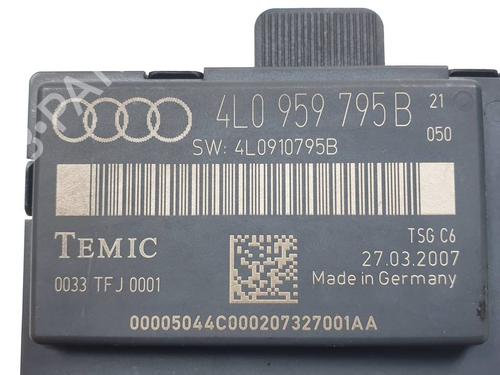 4L0 959 795B 21
050
SW: 4L0910795B
TEMIC
TSG C6
0033 TFJ 0001
27.03.2007
Made in Germany
00005044C000207327001AA